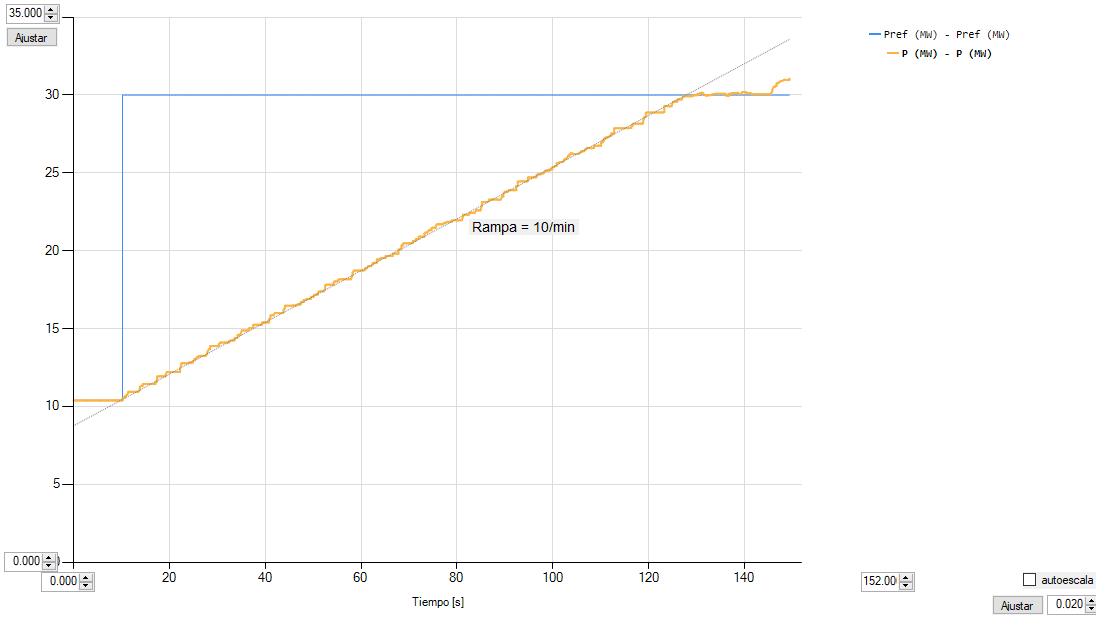 35.000
Ajustar
Pref (MW) - Pref (MW)
P (MW) - P (MW)
30
25
20
Rampa = 10/min
15
10
5
0.000
0
0.000
20
40
60
80
100
120
140
152.00
autoescala
Tiempo [s]
Ajustar
0.020